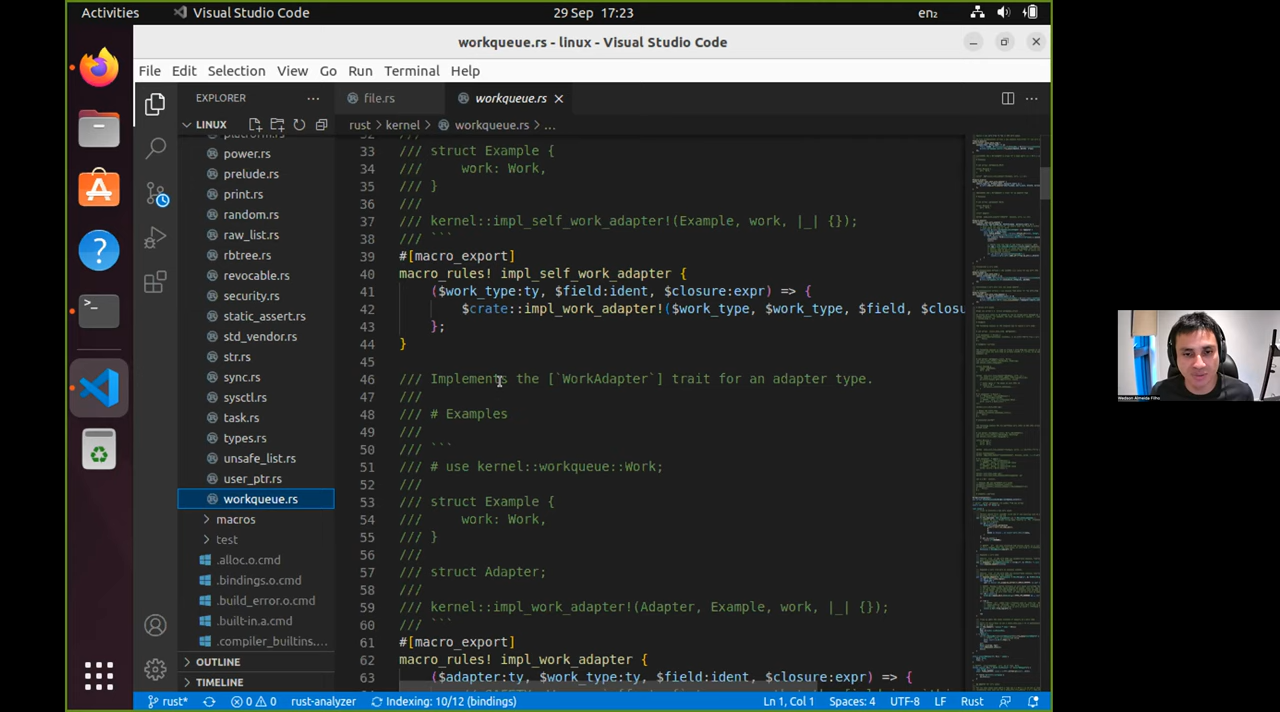 Activities
Visual Studio Code
29 Sep 17:23
en2
workqueue.rs - linux - Visual Studio Code
File Edit Selection View Go Run Terminal Help
EXPLORER
file.rs
workqueue.rs
LINUX
rust > kernel > workqueue.rs > ...
platform.rs
power.rs
prelude.rs
print.rs
random.rs
raw_list.rs
rbtree.rs
revocable.rs
security.rs
static_assert.rs
std_vendor.rs
str.rs
sync.rs
sysctl.rs
task.rs
types.rs
unsafe_list.rs
user_ptr.rs
workqueue.rs
macros
test
.alloc.o.cmd
.bindings.o.cmd
.build_error.o.cmd
.built-in.a.cmd
.compiler_builtins....
OUTLINE
TIMELINE
32 ///
33 /// struct Example {
34 ///     work: Work,
35 /// }
36 ///
37 /// kernel::impl_self_work_adapter!(Example, work, |_| {});
38 /// ```
39 #[macro_export]
40 macro_rules! impl_self_work_adapter {
41     ($work_type:ty, $field:ident, $closure:expr) => {
42         $crate::impl_work_adapter!($work_type, $work_type, $field, $closu
43     };
44 }
45
46 /// Implements the [`WorkAdapter`] trait for an adapter type.
47 ///
48 /// # Examples
49 ///
50 /// ```
51 /// # use kernel::workqueue::Work;
52 ///
53 /// struct Example {
54 ///     work: Work,
55 /// }
56 ///
57 /// struct Adapter;
58 ///
59 /// kernel::impl_work_adapter!(Adapter, Example, work, |_| {});
60 /// ```
61 #[macro_export]
62 macro_rules! impl_work_adapter {
63     ($adapter:ty, $work_type:ty, $field:ident, $closure:expr) => {
rust* 0 0 rust-analyzer Indexing: 10/12 (bindings) Ln 1, Col 1 Spaces: 4 UTF-8 LF Rust
Wedson Almeida Filho